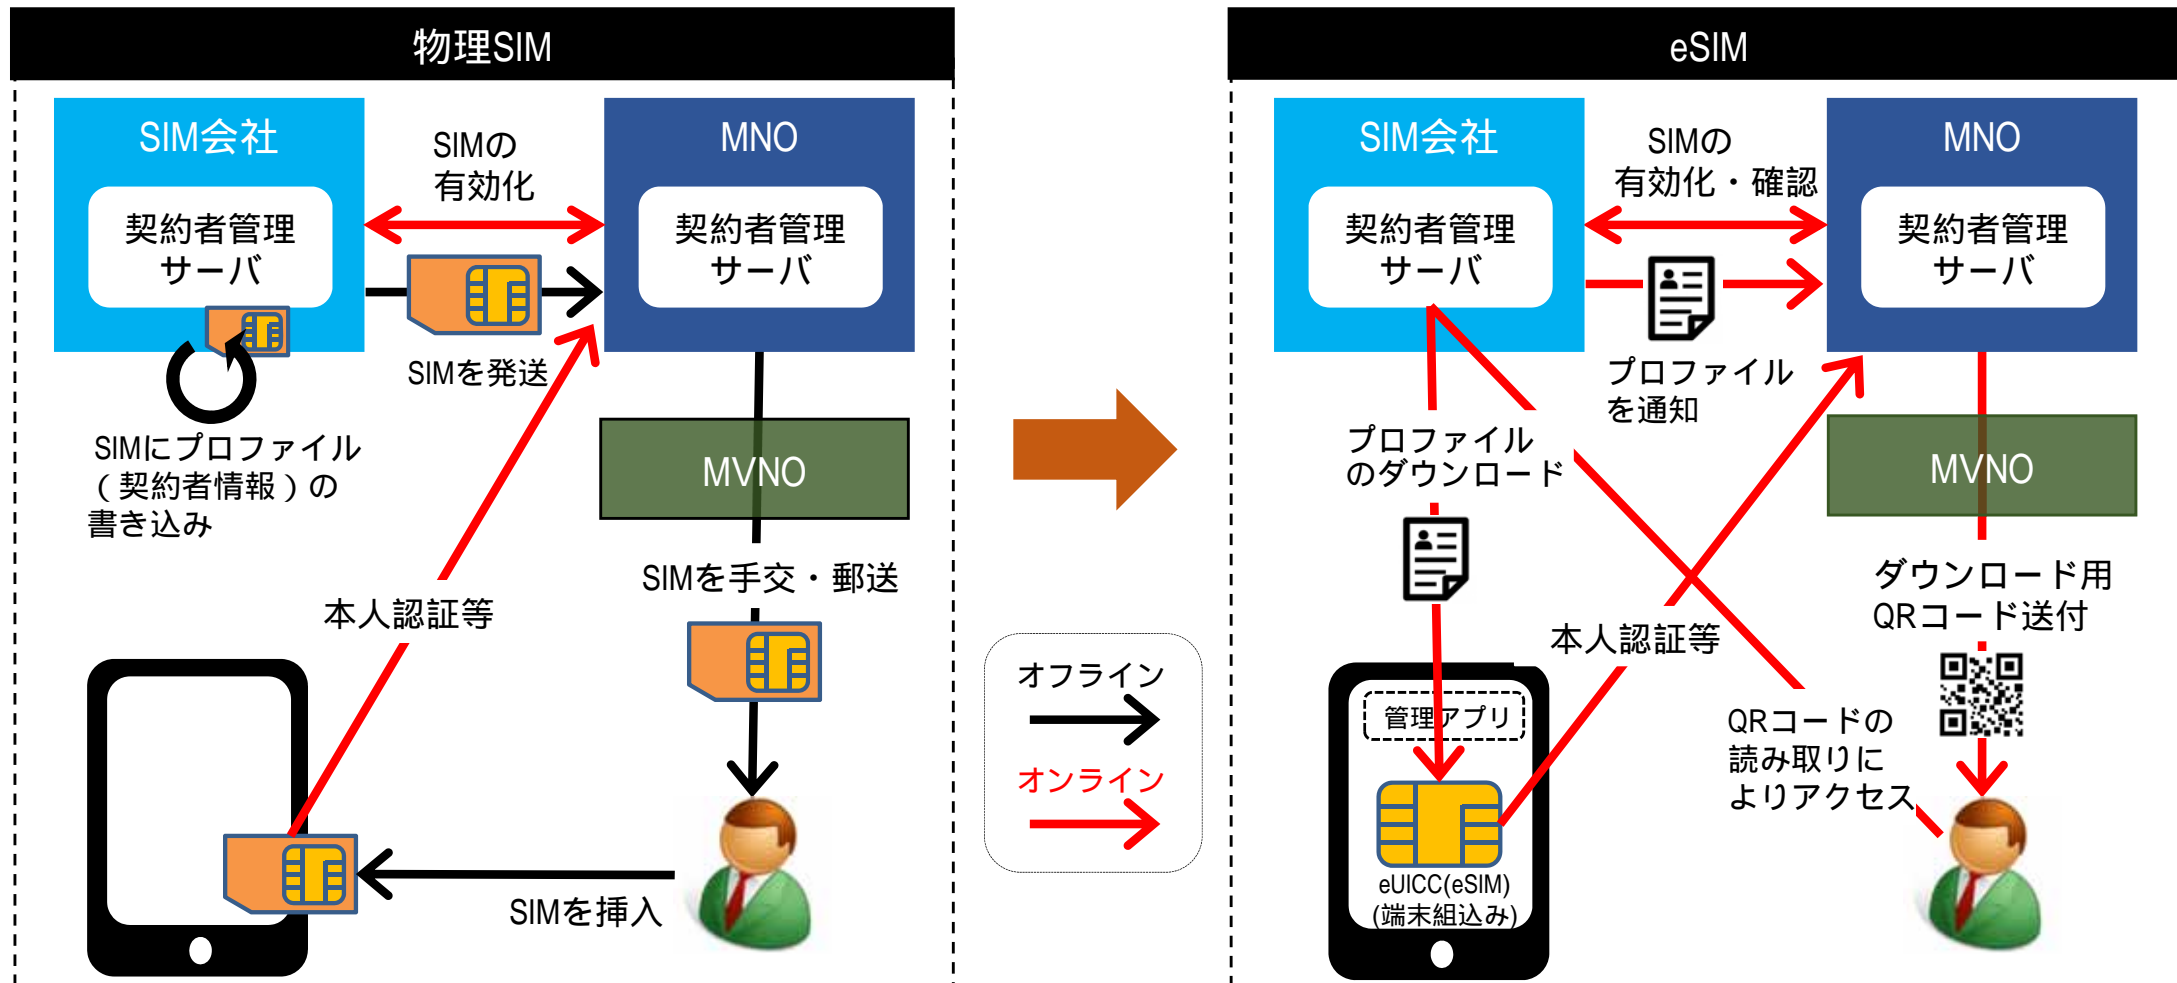 物理SIM
SIM会社
契約者管理
サーバ
SIMの
有効化
MNO
契約者管理
サーバ
SIMを発送
SIMにプロファイル
（契約者情報）の
書き込み
MVNO
SIMを手交・郵送
本人認証等
SIMを挿入
オフライン
オンライン
eSIM
SIM会社
契約者管理
サーバ
SIMの
有効化・確認
MNO
契約者管理
サーバ
プロファイル
を通知
プロファイル
のダウンロード
MVNO
ダウンロード用
QRコード送付
本人認証等
管理アプリ
QRコードの
読み取りに
よりアクセス
eUICC(eSIM)
(端末組込み)